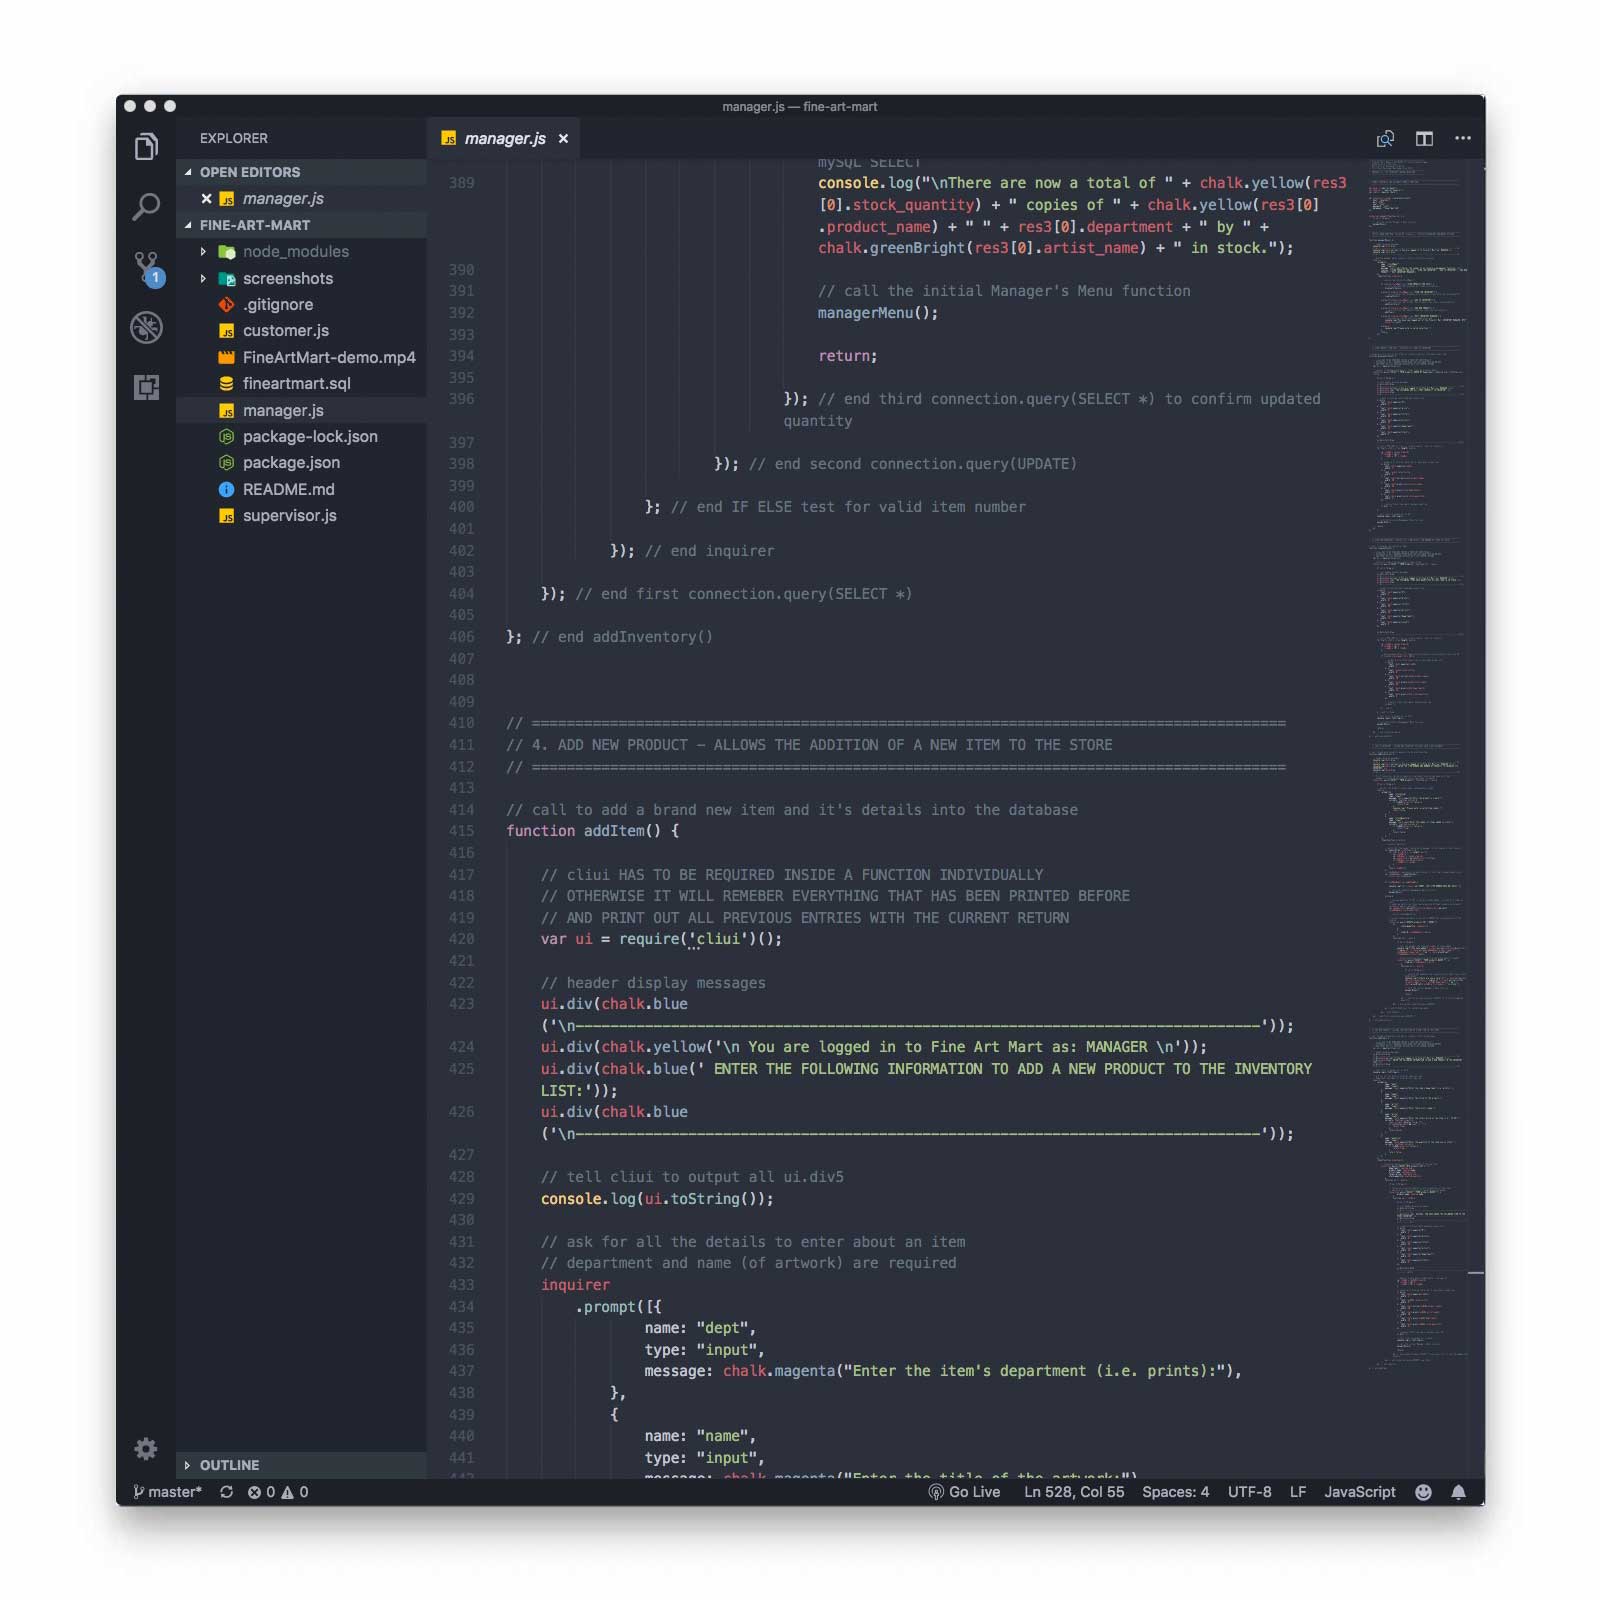 manager.js — fine-art-mart
EXPLORER
OPEN EDITORS
manager.js
FINE-ART-MART
node_modules
screenshots
.gitignore
customer.js
FineArtMart-demo.mp4
fineartmart.sql
manager.js
package-lock.json
package.json
README.md
supervisor.js
OUTLINE
1
manager.js
mySQL SELECT
389 console.log("\nThere are now a total of " + chalk.yellow(res3
[0].stock_quantity) + " copies of " + chalk.yellow(res3[0]
.product_name) + " " + res3[0].department + " by " +
chalk.greenBright(res3[0].artist_name) + " in stock.");
390
391 // call the initial Manager's Menu function
392 managerMenu();
393
394 return;
395
396 }); // end third connection.query(SELECT *) to confirm updated
quantity
397
398 }); // end second connection.query(UPDATE)
399
400 }; // end IF ELSE test for valid item number
401
402 }); // end inquirer
403
404 }); // end first connection.query(SELECT *)
405
406 }; // end addInventory()
407
408
409
410 // =======================================================================================
411 // 4. ADD NEW PRODUCT – ALLOWS THE ADDITION OF A NEW ITEM TO THE STORE
412 // =======================================================================================
413
414 // call to add a brand new item and it's details into the database
415 function addItem() {
416
417 // cliui HAS TO BE REQUIRED INSIDE A FUNCTION INDIVIDUALLY
418 // OTHERWISE IT WILL REMEBER EVERYTHING THAT HAS BEEN PRINTED BEFORE
419 // AND PRINT OUT ALL PREVIOUS ENTRIES WITH THE CURRENT RETURN
420 var ui = require('cliui')();
421
422 // header display messages
423 ui.div(chalk.blue
('\n-------------------------------------------------------------------------------'));
424 ui.div(chalk.yellow('\n You are logged in to Fine Art Mart as: MANAGER \n'));
425 ui.div(chalk.blue(' ENTER THE FOLLOWING INFORMATION TO ADD A NEW PRODUCT TO THE INVENTORY
LIST:'));
426 ui.div(chalk.blue
('\n-------------------------------------------------------------------------------'));
427
428 // tell cliui to output all ui.div5
429 console.log(ui.toString());
430
431 // ask for all the details to enter about an item
432 // department and name (of artwork) are required
433 inquirer
434 .prompt([{
435 name: "dept",
436 type: "input",
437 message: chalk.magenta("Enter the item's department (i.e. prints):"),
438 },
439 {
440 name: "name",
441 type: "input",
442 message: chalk.magenta("Enter the title of the artwork:")
master* 0 0
Go Live Ln 528, Col 55 Spaces: 4 UTF-8 LF JavaScript